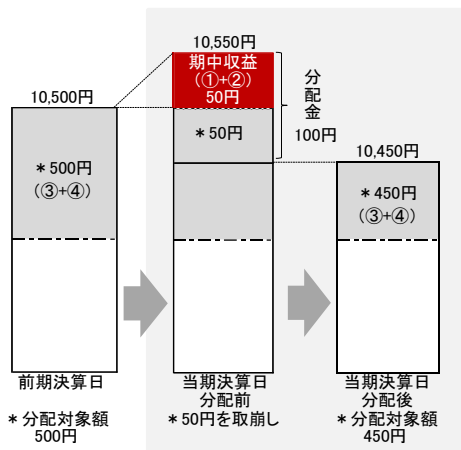 10,550円
期中収益
(①+②)
50円
分配金
100円
10,500円
＊50円
10,450円
＊500円
(③+④)
＊450円
(③+④)
前期決算日
当期決算日
分配前
当期決算日
分配後
＊分配対象額
500円
＊50円を取崩し
＊分配対象額
450円